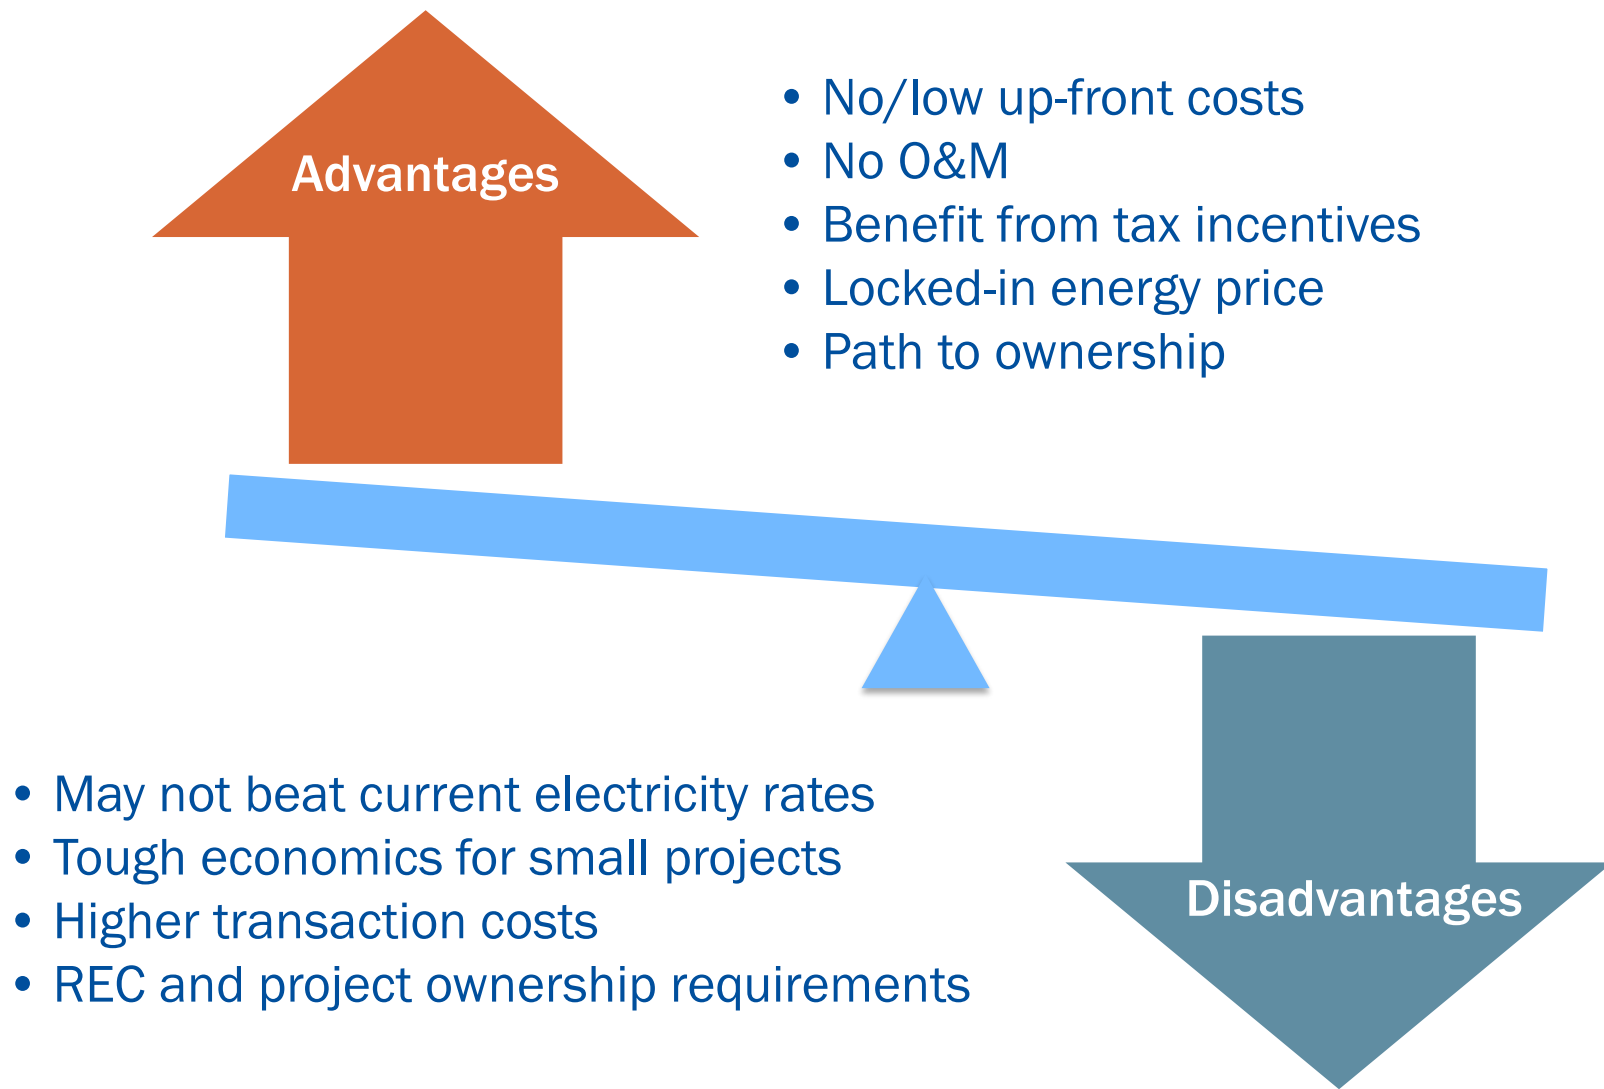 Advantages
• No/low up-front costs
• No O&M
• Benefit from tax incentives
• Locked-in energy price
• Path to ownership
• May not beat current electricity rates
• Tough economics for small projects
• Higher transaction costs
• REC and project ownership requirements
Disadvantages